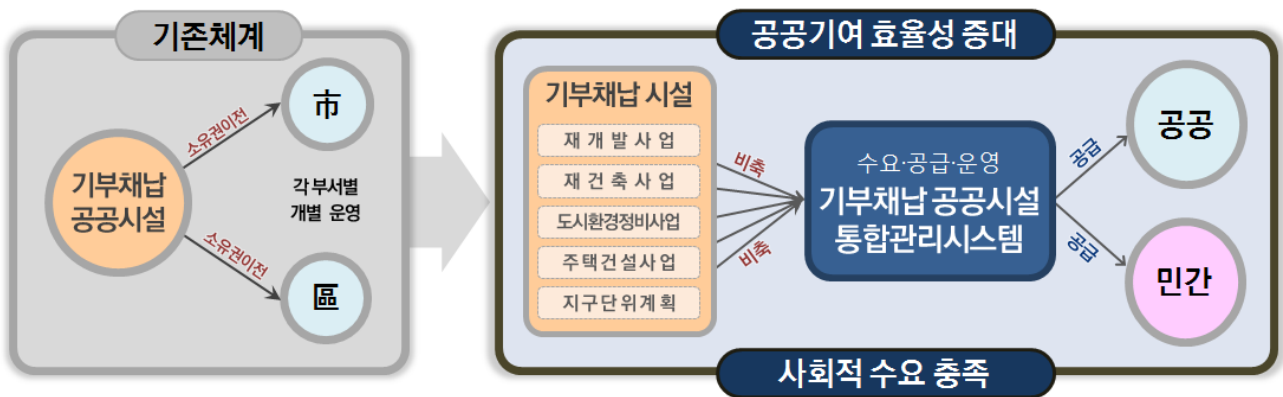 기존체계
市
소유권이전
기부채납
공공시설
각 부서별
개별 운영
소유권이전
區
공공기여 효율성 증대
기부채납 시설
재개발사업
재건축사업
도시환경정비사업
주택건설사업
지구단위계획
비축
비축
수요·공급·운영
기부채납 공공시설
통합관리시스템
공급
공급
공공
민간
사회적 수요 충족